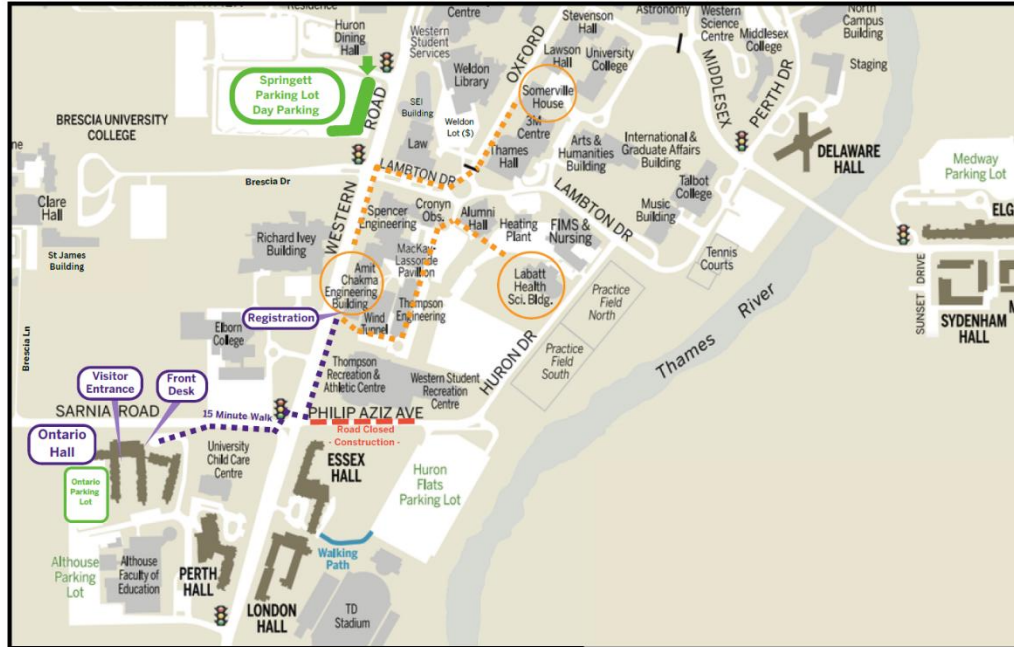 Residence
Huron
Dining
Hall
Western
Student
Services
Centre
Weldon
Library
OXFORD
Stevenson
Hall
Lawson
Hall
University
College
Astronomy
Western
Science
Centre
MIDDLESEX
Middlesex
College
PERTH DR
North
Campus
Building
Staging
Springett
Parking Lot
Day Parking
ROAD
SEI
Building
Weldon
Lot ($)
Somerville
House
3M
Centre
BRESCIA UNIVERSITY
COLLEGE
Law
Thames
Hall
Arts &
Humanities
Building
International &
Graduate Affairs
Building
DELAWARE
HALL
Medway
Parking Lot
Brescia Dr
LAMBTON DR
LAMBTON DR
Talbot
College
Clare
Hall
St James
Building
WESTERN
Spencer
Engineering
Cronyn
Obs.
Alumni
Hall
Heating
Plant
FIMS &
Nursing
Music
Building
ELG
Richard Ivey
Building
MacKay-
Lassonde
Pavilion
Tennis
Courts
Amit
Chakma
Engineering
Building
Labatt
Health
Sci. Bldg.
Practice
Field
North
SUNSET DRIVE
SYDENHAM
HALL
M
Registration
Wind
Tunnel
Thompson
Engineering
Thames River
Elborn
College
Brescia Ln
HURON DR
Practice
Field
South
Thompson
Recreation
& Athletic Centre
Western Student
Recreation
Centre
Visitor
Entrance
Front
Desk
SARNIA ROAD
15 Minute Walk
PHILIP AZIZ AVE
Road Closed
- Construction -
Ontario
Hall
University
Child Care
Centre
ESSEX
HALL
Huron
Flats
Parking Lot
Ontario
Parking
Lot
Walking
Path
Althouse
Parking
Lot
Althouse
Faculty of
Education
PERTH
HALL
LONDON
HALL
TD
Stadium